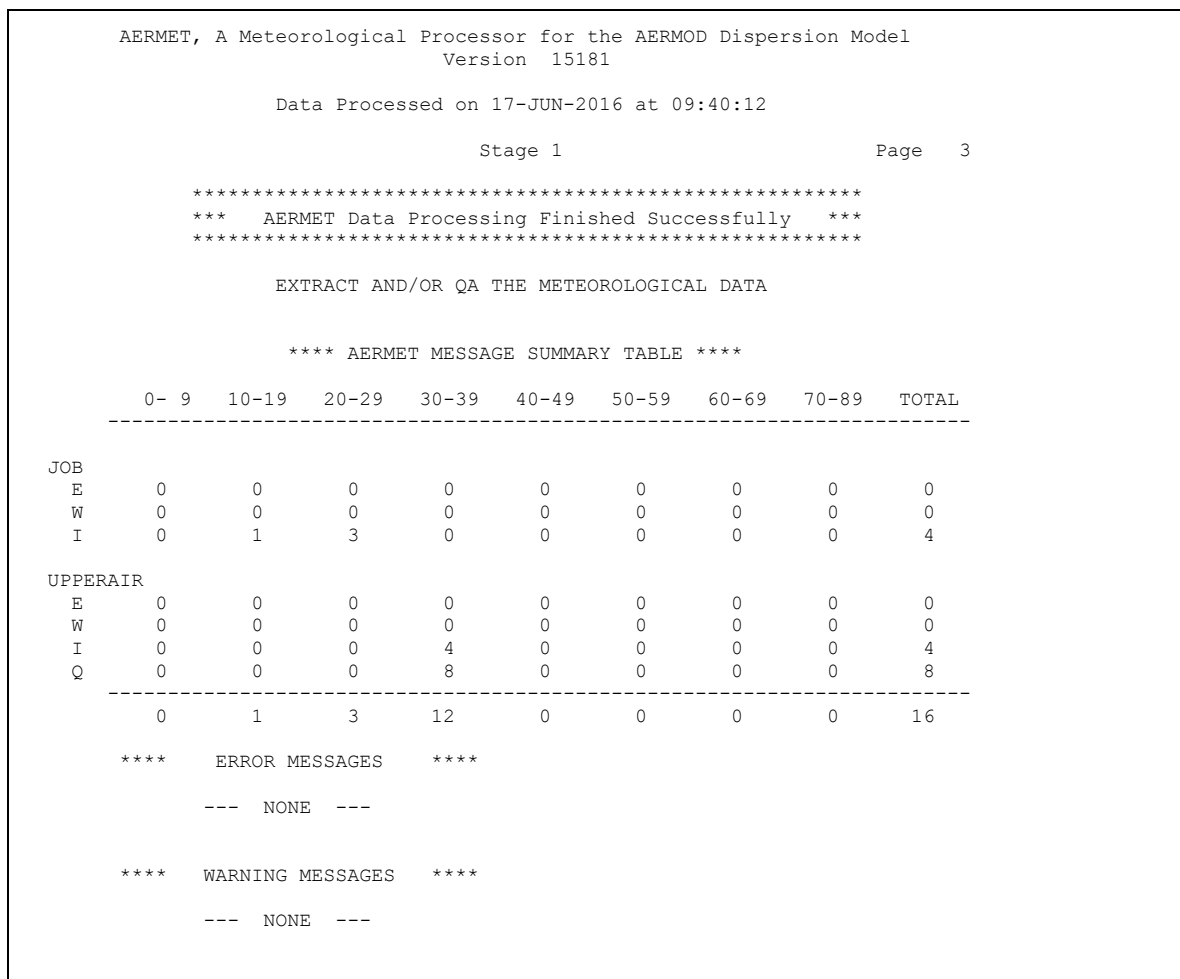 AERMET, A Meteorological Processor for the AERMOD Dispersion Model
Version 15181
Data Processed on 17-JUN-2016 at 09:40:12
Stage 1 Page 3
********************************************************
*** AERMET Data Processing Finished Successfully ***
********************************************************
EXTRACT AND/OR QA THE METEOROLOGICAL DATA
**** AERMET MESSAGE SUMMARY TABLE ****
0- 9 10-19 20-29 30-39 40-49 50-59 60-69 70-89 TOTAL
------------------------------------------------------------------------
JOB
E 0 0 0 0 0 0 0 0 0
W 0 0 0 0 0 0 0 0 0
I 0 1 3 0 0 0 0 0 4
UPPERAIR
E 0 0 0 0 0 0 0 0 0
W 0 0 0 0 0 0 0 0 0
I 0 0 0 4 0 0 0 0 4
Q 0 0 0 8 0 0 0 0 8
------------------------------------------------------------------------
0 1 3 12 0 0 0 0 16
**** ERROR MESSAGES ****
--- NONE ---
**** WARNING MESSAGES ****
--- NONE ---